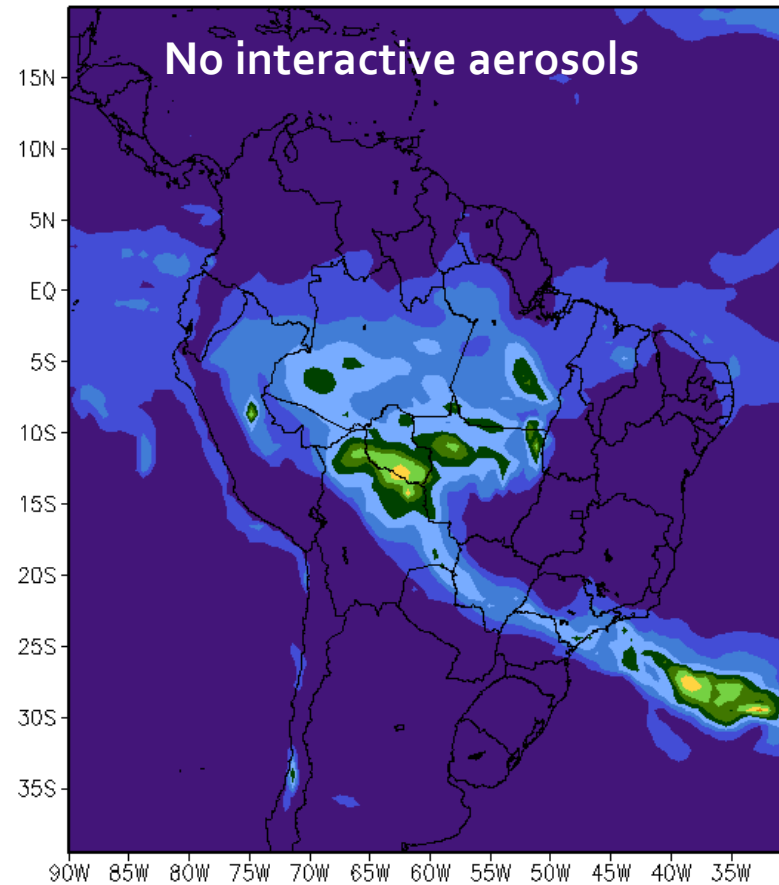 No interactive aerosols
15N
10N
5N
EQ
5S
10S
15S
20S
25S
30S
35S
90W 85W 80W 75W 70W 65W 60W 55W 50W 45W 40W 35W